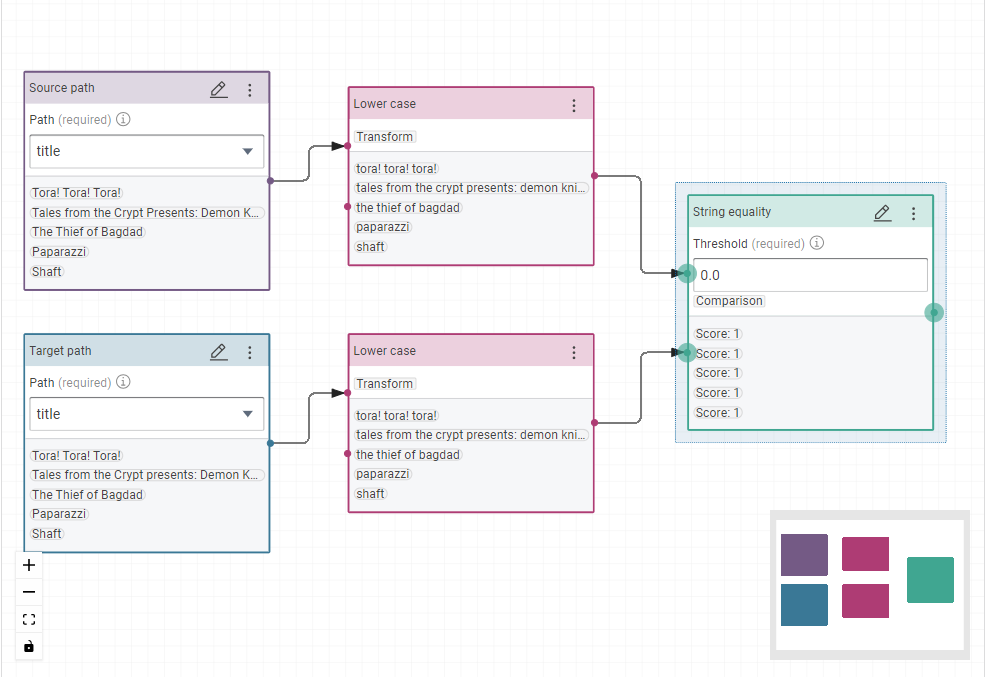 Source path
Path (required)
title
Tora! Tora! Tora!
Tales from the Crypt Presents: Demon K...
The Thief of Bagdad
Paparazzi
Shaft
Lower case
Transform
tora! tora! tora!
tales from the crypt presents: demon kni...
the thief of bagdad
paparazzi
shaft
Target path
Path (required)
title
Tora! Tora! Tora!
Tales from the Crypt presents: Demon K...
The Thief of Bagdad
Paparazzi
Shaft
Lower case
Transform
tora! tora! tora!
tales from the crypt presents: demon kni...
the thief of bagdad
paparazzi
shaft
String equality
Threshold (required)
0.0
Comparison
Score: 1
Score: 1
Score: 1
Score: 1
Score: 1